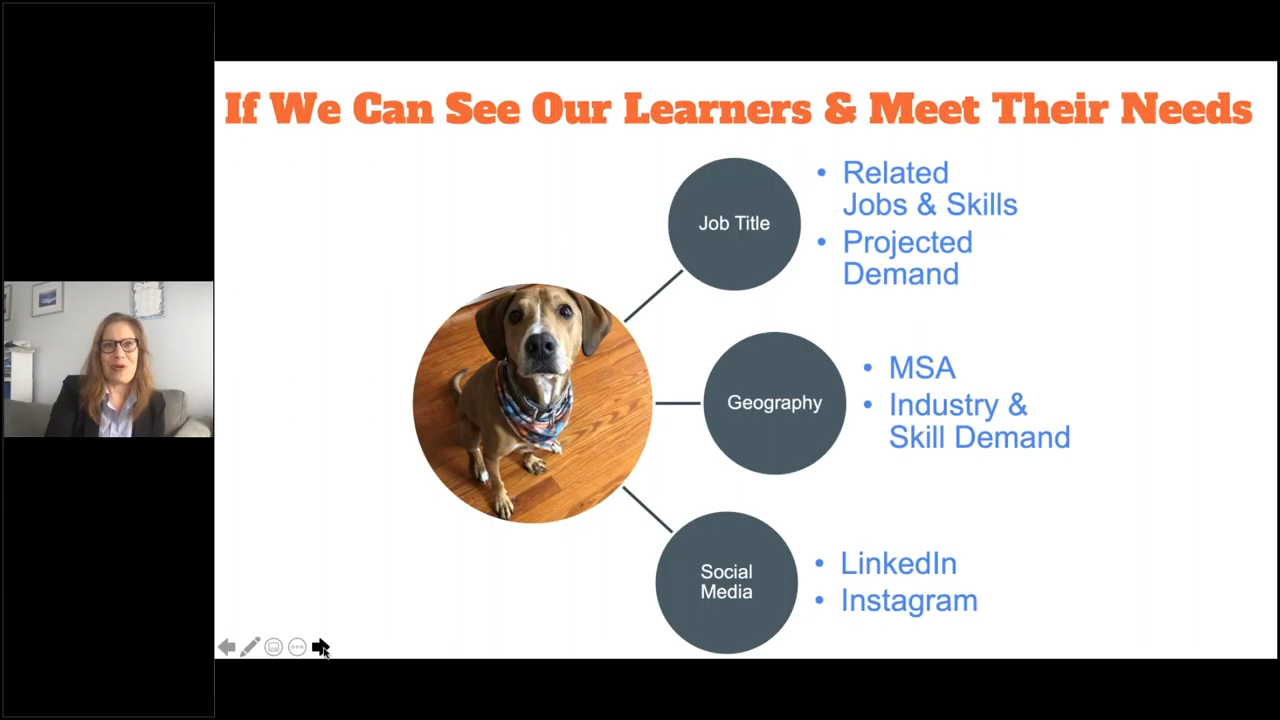 If We Can See Our Learners & Meet Their Needs
Job Title
• Related
Jobs & Skills
• Projected
Demand
Geography
• MSA
• Industry &
Skill Demand
Social
Media
• LinkedIn
• Instagram